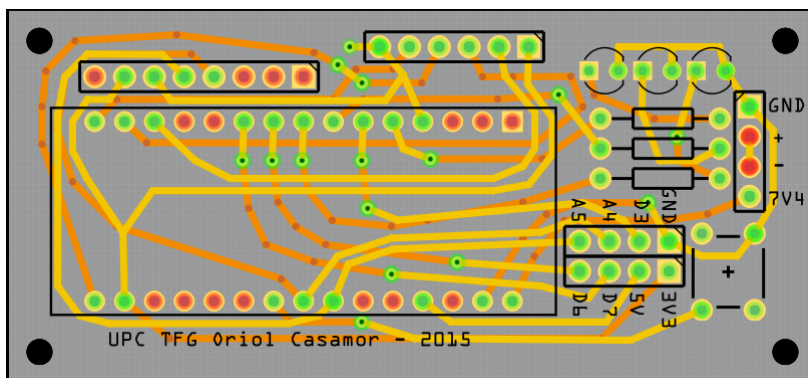 GND
+
-
7V4
A5 A4 D3 GND
+
D6 D7 5V 3V3
UPC TFG Oriol Casamor - 2015